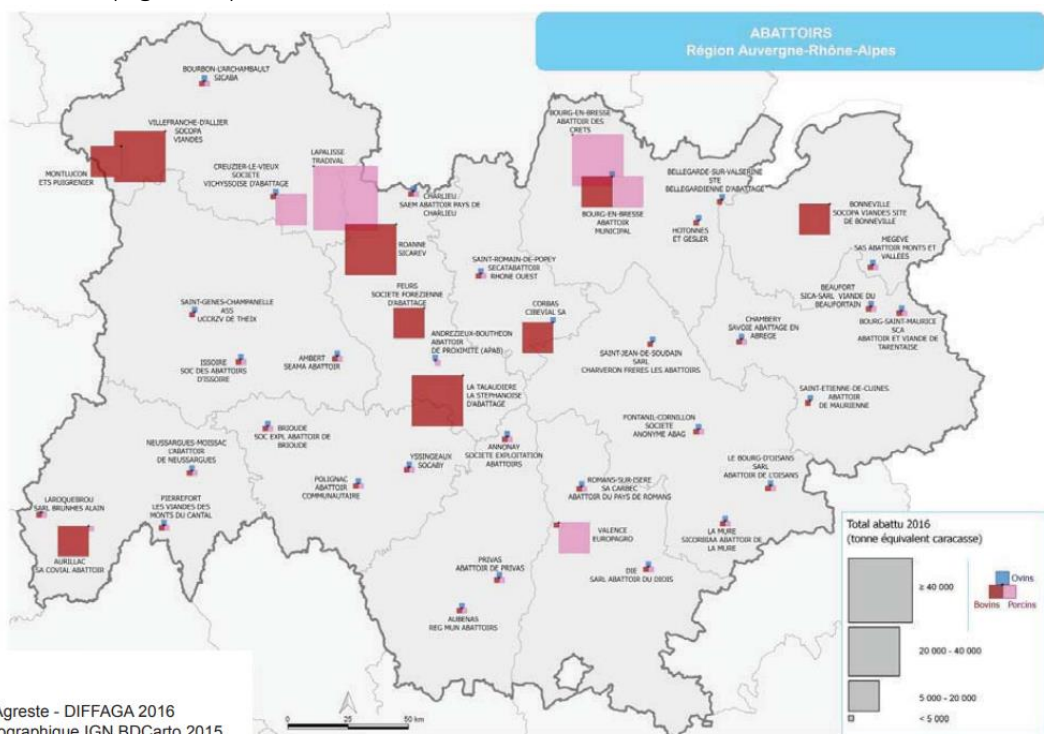 ABATTOIRS
Région Auvergne-Rhône-Alpes
BOURBON-L'ARCHAMBAULT
SICABA
VILLEFRANCHE-D'ALLIER
SOCOPA
VIANDES
MONTLUCON
ETS PUIGRENIER
CREUZIER-LE-VIEUX
SOCIETE
VICHYSSOISE D'ABATTAGE
LAPALISSE
TRADIVAL
CHARLIEU
SAEM ABATTOIR PAYS DE
CHARLIEU
BOURG-EN-BRESSE
ABATTOIR DES
CRETS
BOURG-EN-BRESSE
ABATTOIR
MUNICIPAL
BELLEGARDE-SUR-VALSERINE
STE
BELLEGARDIENNE D'ABATTAGE
HOTONNES
ET GESLER
BONNEVILLE
SOCOPA VIANDES SITE
DE BONNEVILLE
MEGEVE
SAS ABATTOIR MONTS ET
VALLEES
ROANNE
SICAREV
SAINT-ROMAIN-DE-POPEY
SECATABATTOIR
RHONE OUEST
BEAUFORT
SICA-SARL VIANDE DU
BEAUFORTAIN
BOURG-SAINT-MAURICE
SCA
ABATTOIR ET VIANDE DE
TARENTAISE
SAINT-GENES-CHAMPANELLE
ASS
UCCRZV DE THEIX
FEURS
SOCIETE FOREZIENNE
D'ABATTAGE
ANDREZIEUX-BOUTHEON
ABATTOIR
DE PROXIMITE (APAB)
CORBAS
CIBEVIAL SA
CHAMBERY
SAVOIE ABATTAGE EN
ABREGE
ISSOIRE
SOC DES ABATTOIRS
D'ISSOIRE
AMBERT
SEAMA ABATTOIR
SAINT-JEAN-DE-SOUDAIN
SARL
CHARVERON FRERES LES ABATTOIRS
LA TALAUDIERE
LA STEPHANOISE
D'ABATTAGE
SAINT-ETIENNE-DE-CUINES
ABATTOIR
DE MAURIENNE
BRIOUDE
SOC EXPL ABATTOIR DE
BRIOUDE
FONTANIL-CORNILLON
SOCIETE
ANONYME ABAG
NEUSSARGUES-MOISSAC
L'ABATTOIR
DE NEUSSARGUES
ANNONAY
SOCIETE EXPLOITATION
ABATTOIRS
YSSINGEAUX
SOCABY
LE BOURG D'OISANS
SARL
ABATTOIR DE L'OISANS
POLIGNAC
ABATTOIR
COMMUNAUTAIRE
ROMANS-SUR-ISERE
SA CARBEC
ABATTOIR DU PAYS DE ROMANS
LAROQUEBROU
SARL BRUNHES ALAIN
PIERREFORT
LES VIANDES DES
MONTS DU CANTAL
LA MURE
SICORBIAA ABATTOIR DE
LA MURE
AURILLAC
SA COVIAL ABATTOIR
VALENCE
EUROPAGRO
PRIVAS
ABATTOIR DE PRIVAS
DIE
SARL ABATTOIR DU DIOIS
AUBENAS
REG MUN ABATTOIRS
Total abattu 2016
(tonne équivalent caracasse)
≥ 40 000
20 000 - 40 000
5 000 - 20 000
< 5 000
Ovins
Bovins Porcins
0 25 50 km
Agreste - DIFFAGA 2016
ographique IGN BDCarto 2015